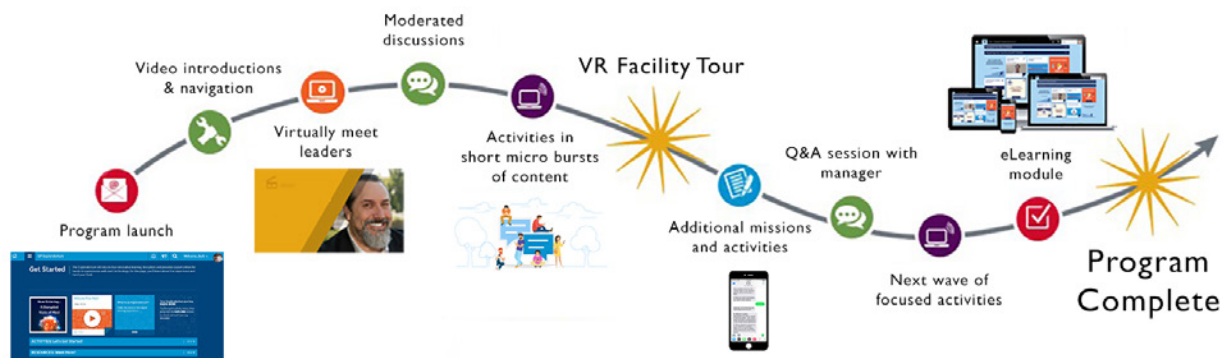 Program launch
Video introductions
& navigation
Virtually meet
leaders
Moderated
discussions
Activities in
short micro bursts
of content
VR Facility Tour
Additional missions
and activities
Q&A session with
manager
Next wave of
focused activities
eLearning
module
Program
Complete
Get Started